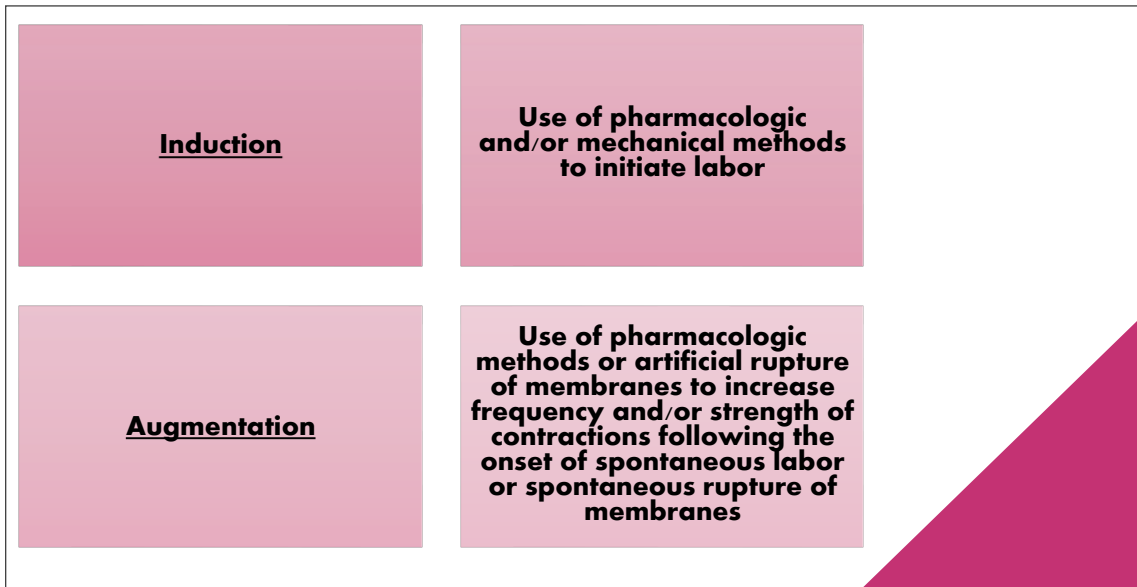 Induction
Use of pharmacologic
and/or mechanical methods
to initiate labor
Augmentation
Use of pharmacologic
methods or artificial rupture
of membranes to increase
frequency and/or strength of
contractions following the
onset of spontaneous labor
or spontaneous rupture of
membranes